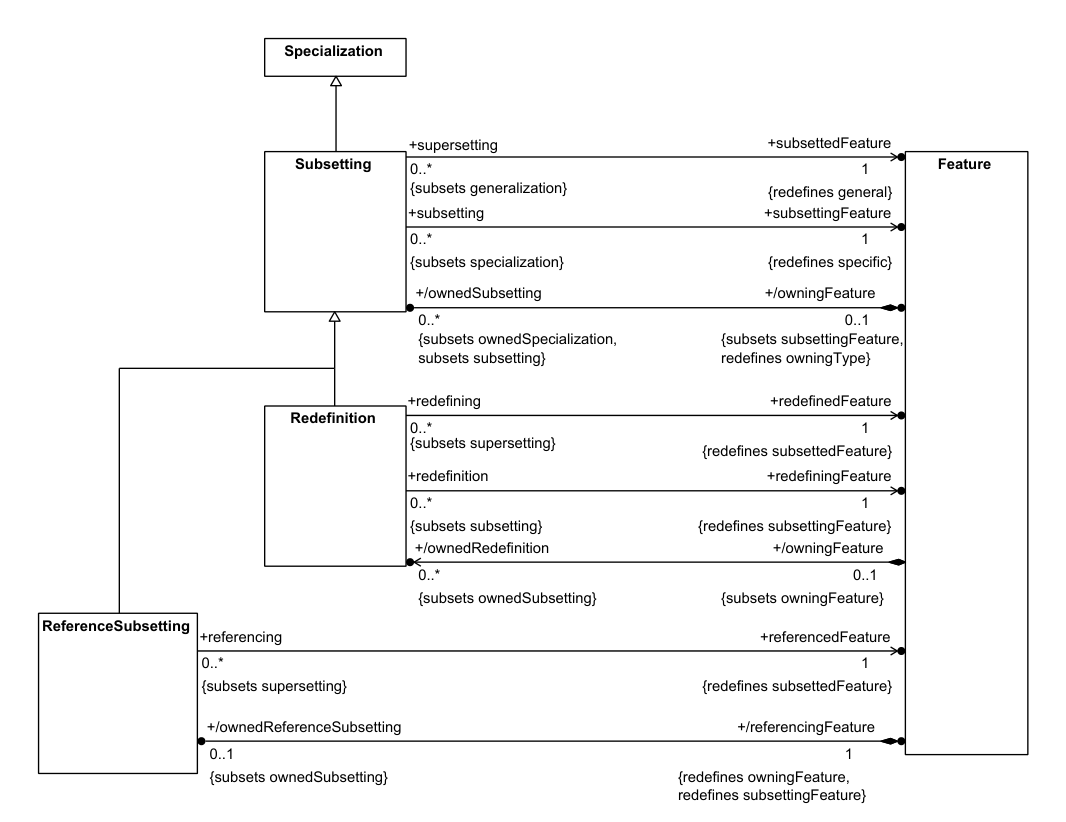 Specialization
Subsetting
Feature
+supersetting
+subsettedFeature
0..*
1
{subsets generalization}
{redefines general}
+subsetting
+subsettingFeature
0..*
1
{subsets specialization}
{redefines specific}
+/ownedSubsetting
+/owningFeature
0..*
0..1
{subsets ownedSpecialization,
subsets subsetting}
{subsets subsettingFeature,
redefines owningType}
Redefinition
+redefining
+redefinedFeature
0..*
1
{subsets supersetting}
{redefines subsettedFeature}
+redefinition
+redefiningFeature
0..*
1
{subsets subsetting}
{redefines subsettingFeature}
+/ownedRedefinition
+/owningFeature
0..*
0..1
{subsets ownedSubsetting}
{subsets owningFeature}
ReferenceSubsetting
+referencing
+referencedFeature
0..*
1
{subsets supersetting}
{redefines subsettedFeature}
+/ownedReferenceSubsetting
+/referencingFeature
0..1
1
{subsets ownedSubsetting}
{redefines owningFeature,
redefines subsettingFeature}